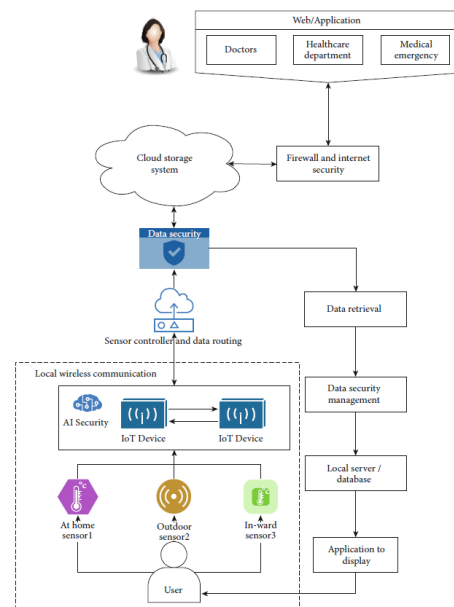 Web/Application
Doctors
Healthcare
department
Medical
emergency
Cloud storage
system
Firewall and internet
security
Data security
Data retrieval
Sensor controller and data routing
Local wireless communication
AI Security
IoT Device
IoT Device
Data security
management
Local server /
database
°C
At home
sensor1
Outdoor
sensor2
°C
In-ward
sensor3
Application to
display
User